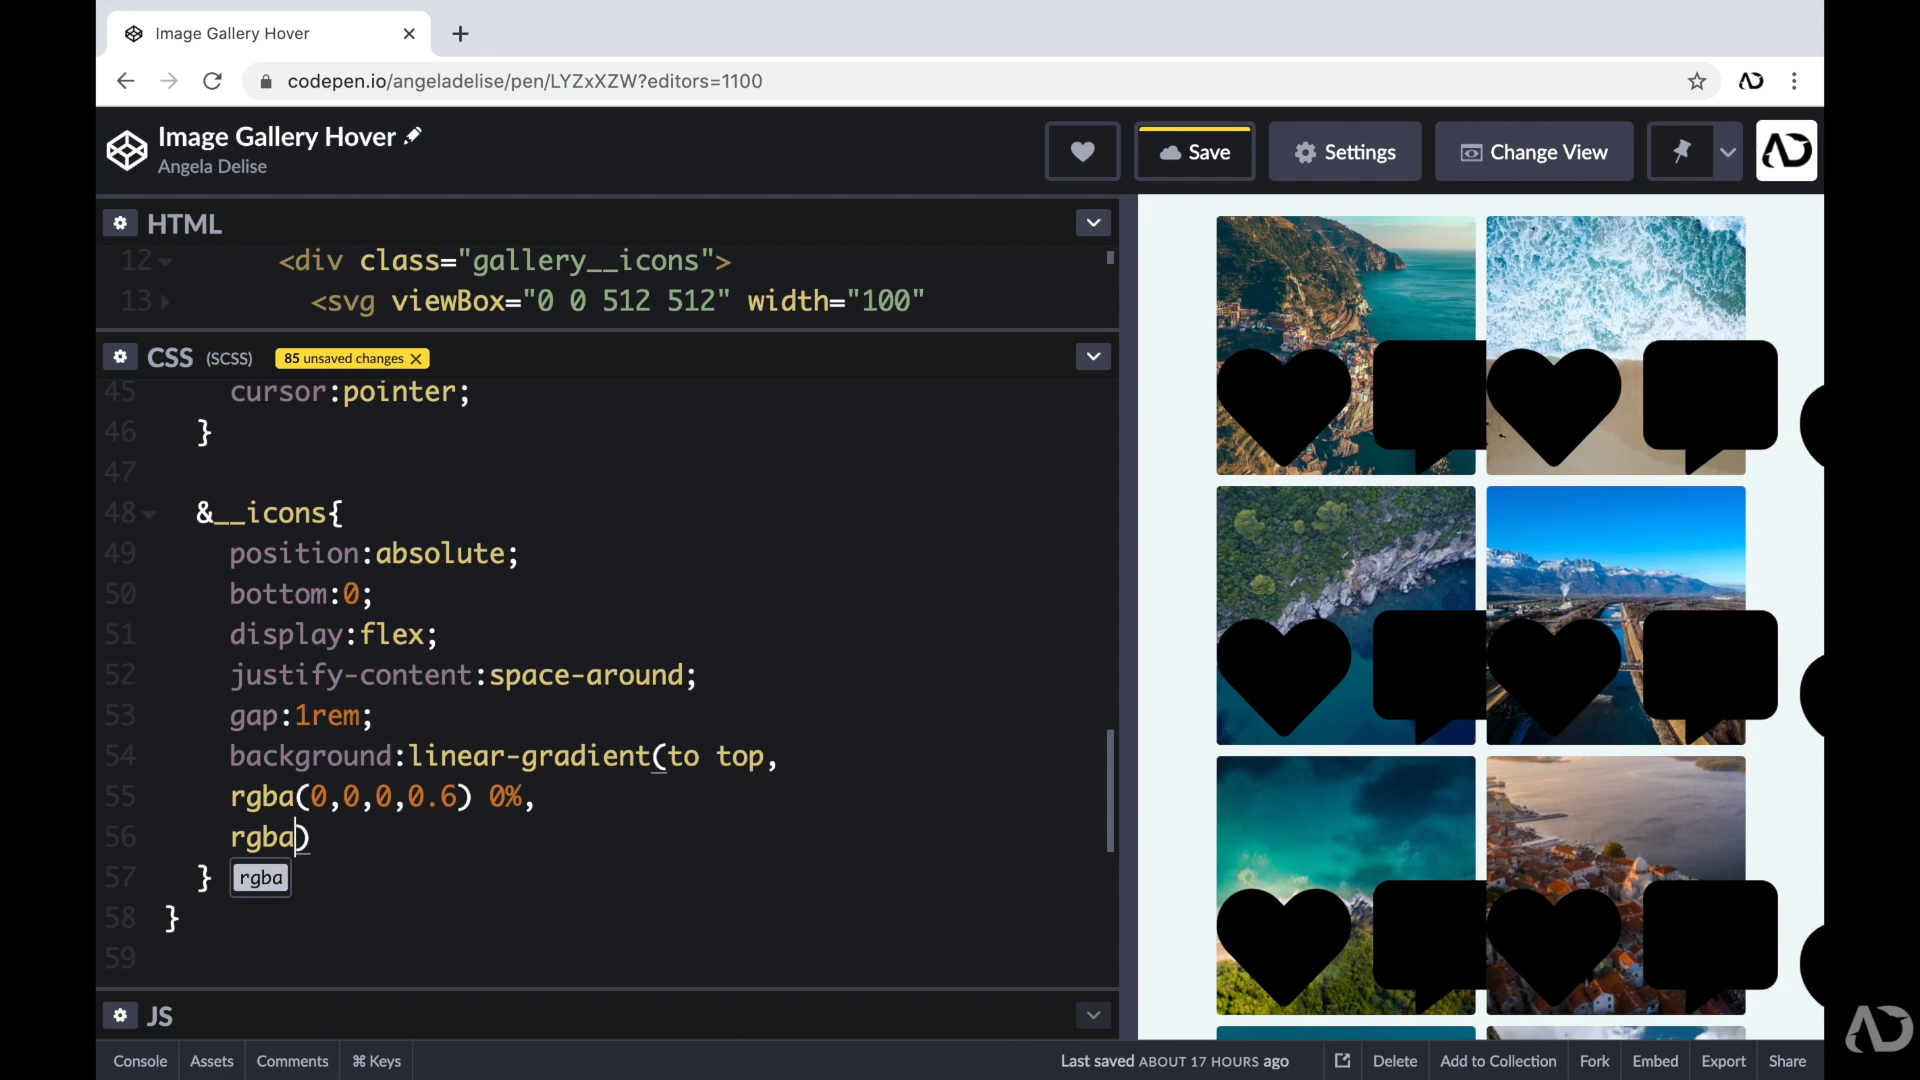 Image Gallery Hover
codepen.io/angeladelise/pen/LYZxXZW?editors=1100
Image Gallery Hover
Angela Delise
Save
Settings
Change View
HTML
12 <div class="gallery__icons">
13 <svg viewBox="0 0 512 512" width="100"
CSS (SCSS) 85 unsaved changes ×
45 cursor:pointer;
46 }
47
48 &__icons{
49 position:absolute;
50 bottom:0;
51 display:flex;
52 justify-content:space-around;
53 gap:1rem;
54 background:linear-gradient(to top,
55 rgba(0,0,0,0.6) 0%,
56 rgba)
57 } rgba
58 }
59
JS
Console Assets Comments ⌘ Keys Last saved ABOUT 17 HOURS ago Delete Add to Collection Fork Embed Export Share